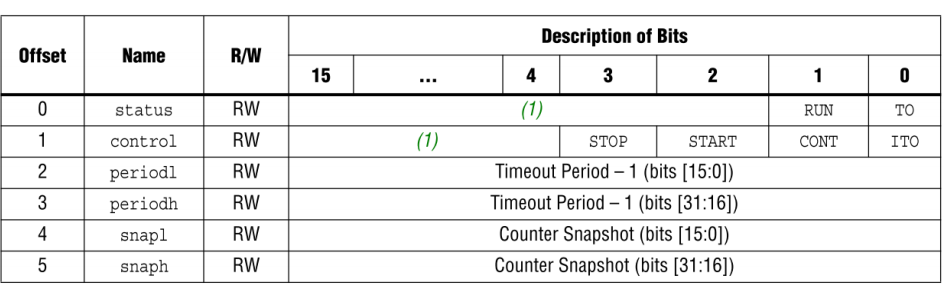 Offset Name R/W Description of Bits
15 ... 4 3 2 1 0
0 status RW (1) RUN TO
1 control RW (1) STOP START CONT ITO
2 periodl RW Timeout Period – 1 (bits [15:0])
3 periodh RW Timeout Period – 1 (bits [31:16])
4 snapl RW Counter Snapshot (bits [15:0])
5 snaph RW Counter Snapshot (bits [31:16])